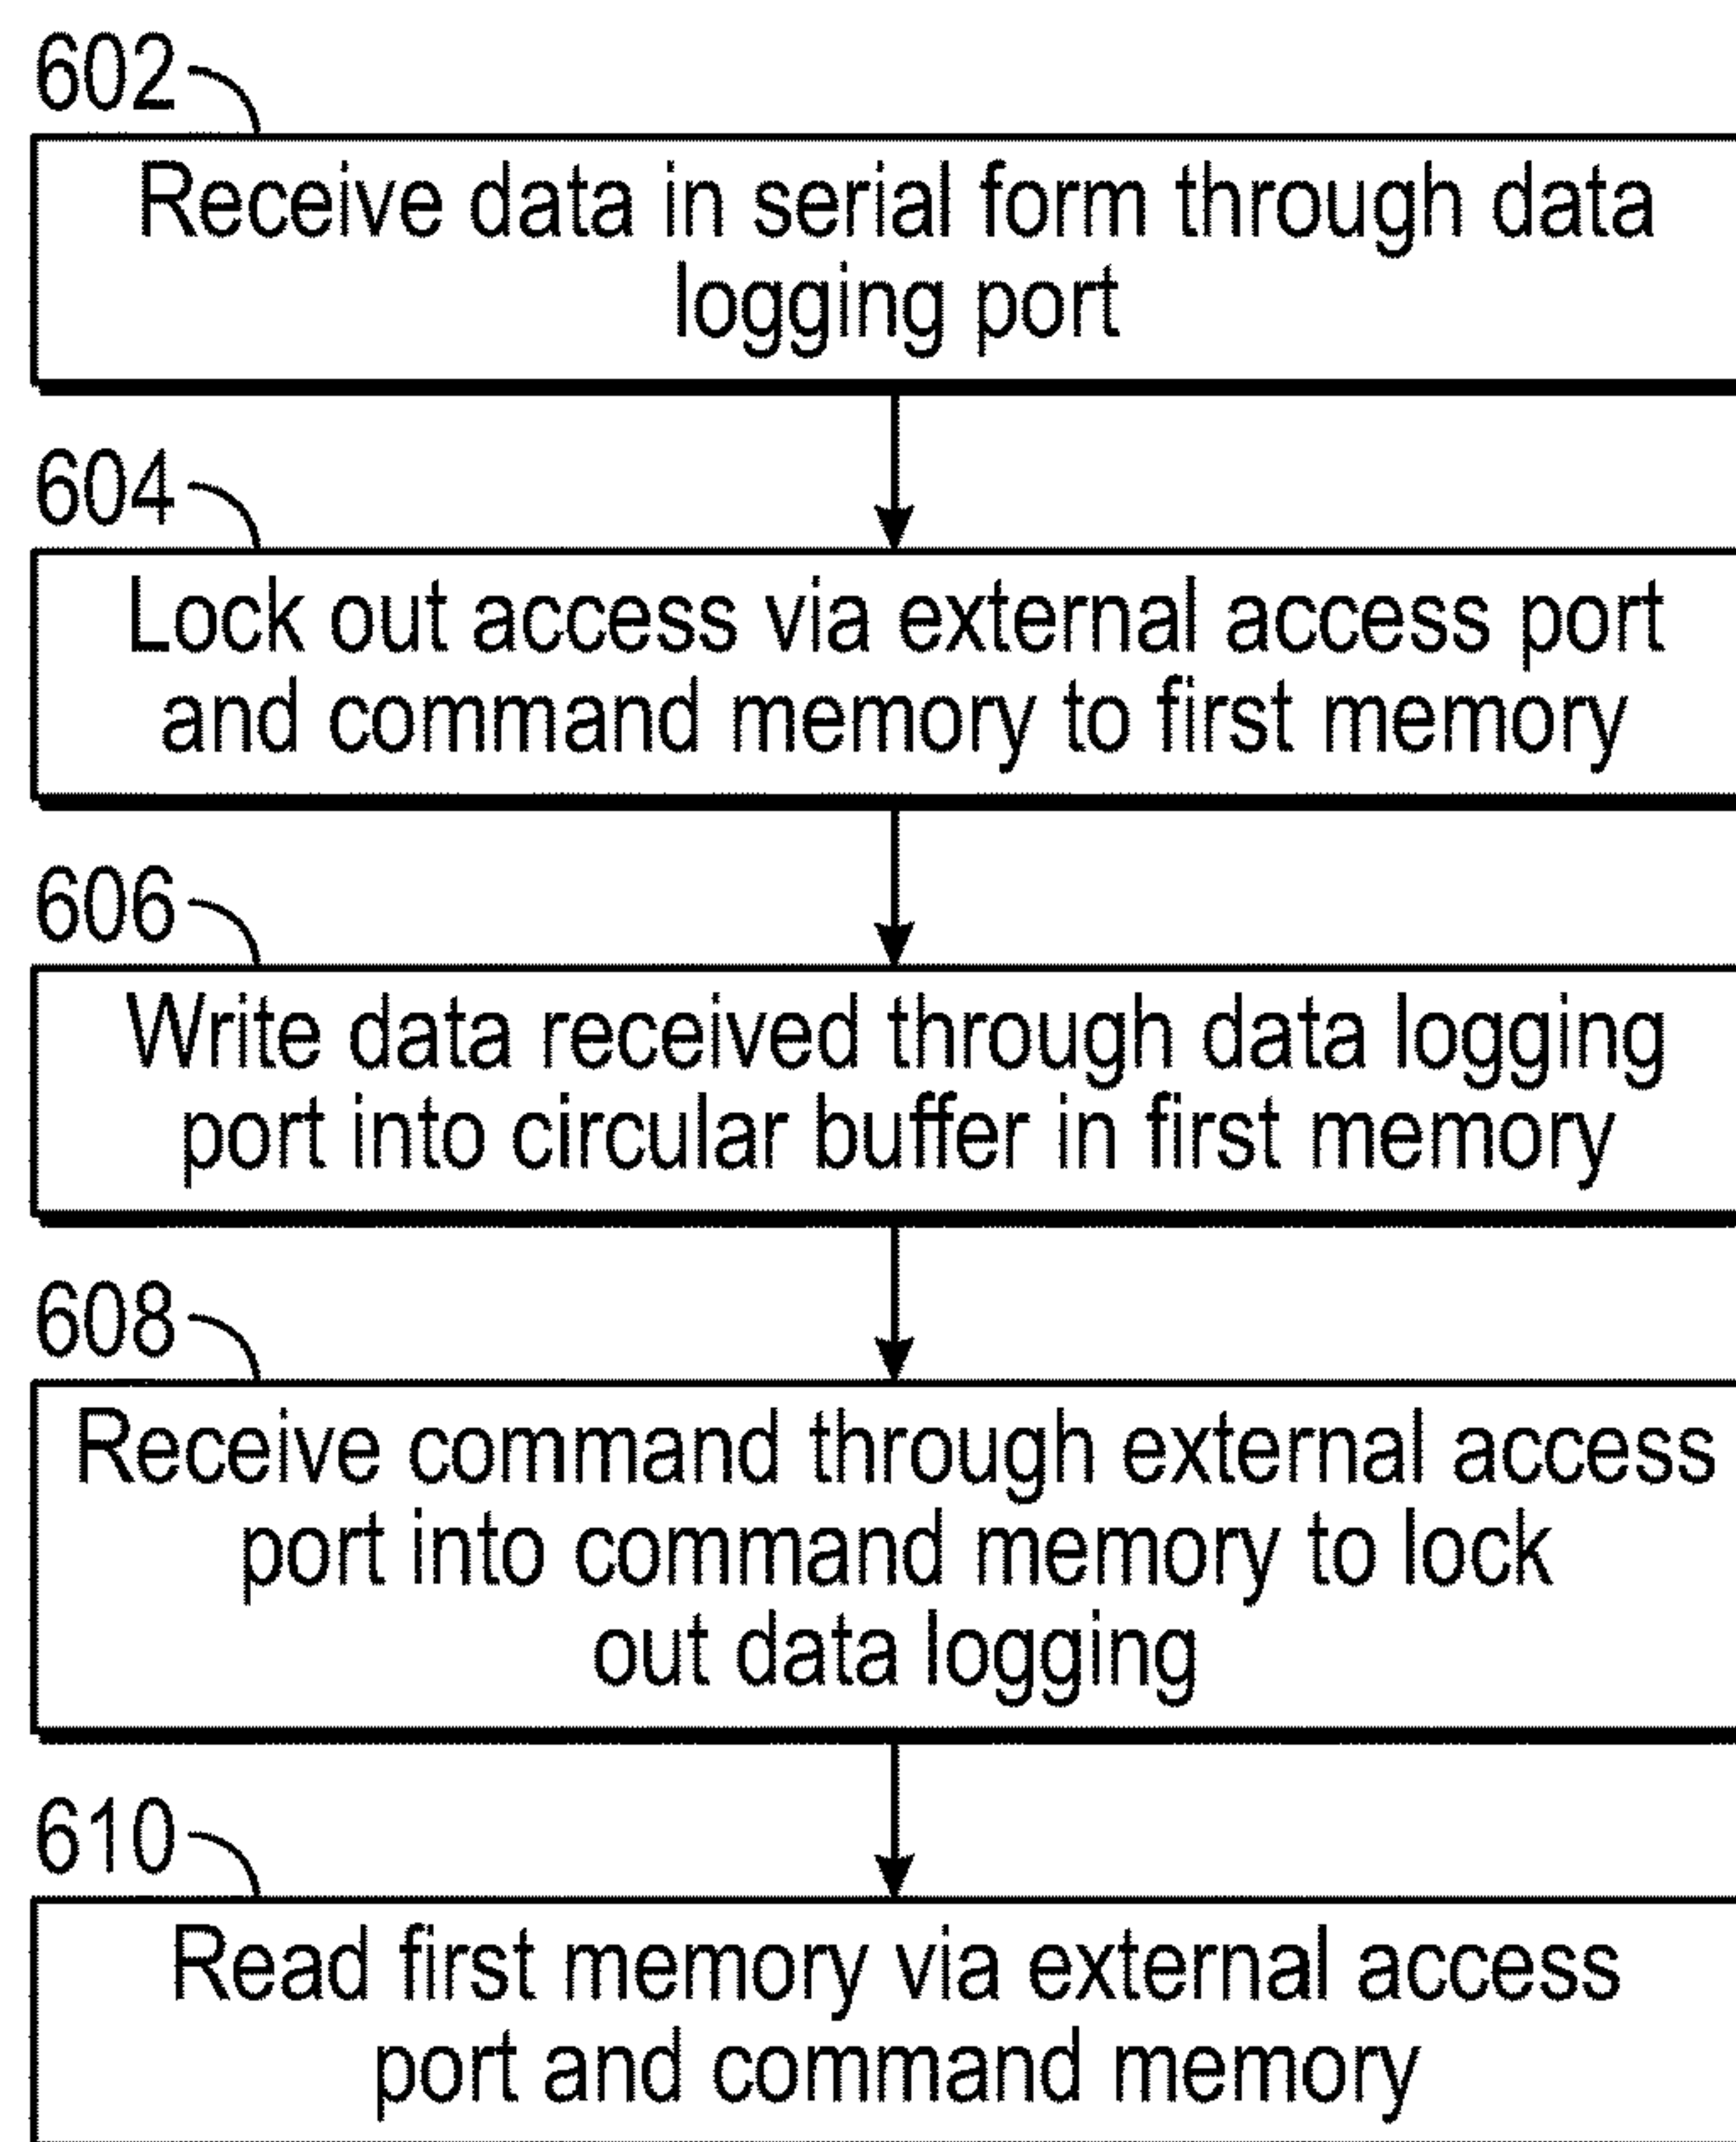 602
Receive data in serial form through data
logging port
604
Lock out access via external access port
and command memory to first memory
606
Write data received through data logging
port into circular buffer in first memory
608
Receive command through external access
port into command memory to lock
out data logging
610
Read first memory via external access
port and command memory